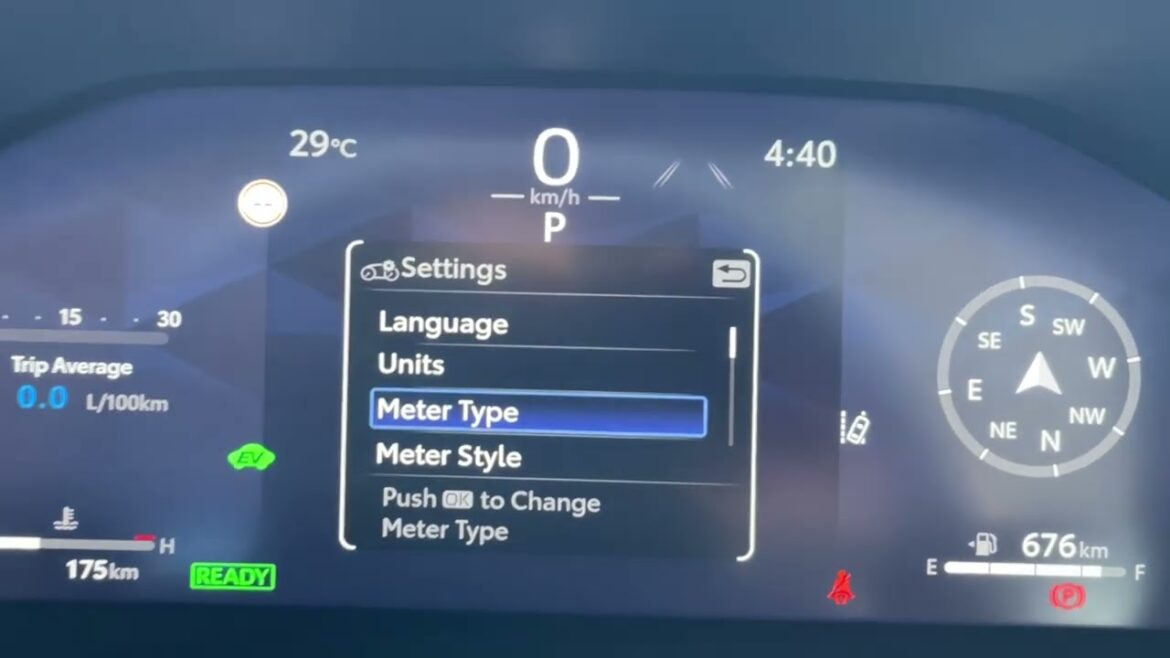 29°C
0
4:40
km/h
--
P
Settings
Language
Units
Meter Type
Meter Style
Push OK to Change
Meter Type
15 30
Trip Average
0.0 L/100km
EV
H
175km
READY
S
SE SW
E W
NE NW
N
676km
E F
P